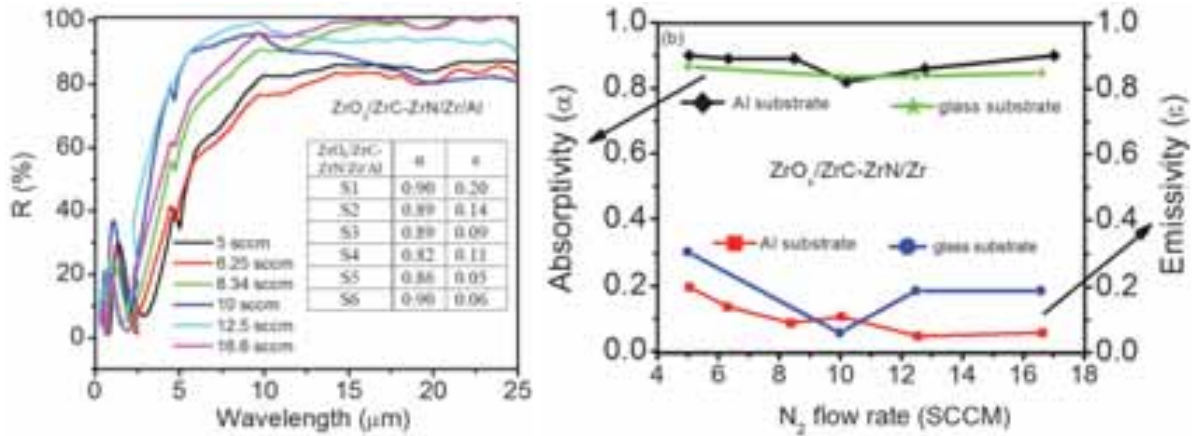 100
80
60
40
20
0
R (%)
0
5
10
15
20
25
Wavelength (μm)
ZrOx/ZrC-ZrN/Zr/Al
ZrOx/ZrC-
ZrN/Zr/Al α ε
S1 0.90 0.20
S2 0.89 0.14
S3 0.89 0.09
S4 0.82 0.11
S5 0.86 0.05
S6 0.90 0.06
5 sccm
6.25 sccm
8.34 sccm
10 sccm
12.5 sccm
16.6 sccm
(b)
1.0
0.8
0.6
0.4
0.2
0.0
Absorptivity (α)
Al substrate
glass substrate
ZrOx/ZrC-ZrN/Zr
Al substrate
glass substrate
1.0
0.8
0.6
0.4
0.2
0.0
Emissivity (ε)
4 6 8 10 12 14 16 18
N2 flow rate (SCCM)